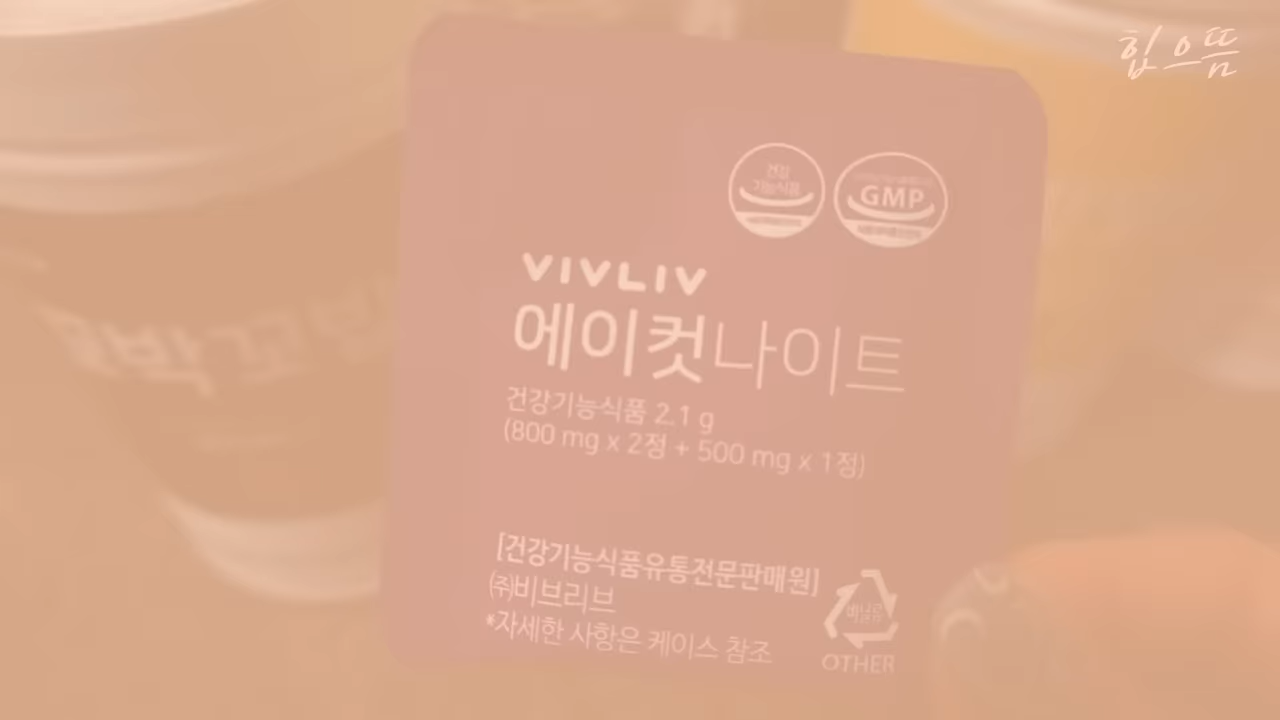 힙으뜸
건강
기능식품
GMP
VIVLIV
에이컷나이트
건강기능식품 2.1 g
(800 mg x 2정 + 500 mg x 1정)
[건강기능식품유통전문판매원]
㈜비브리브
*자세한 사항은 케이스 참조
OTHER